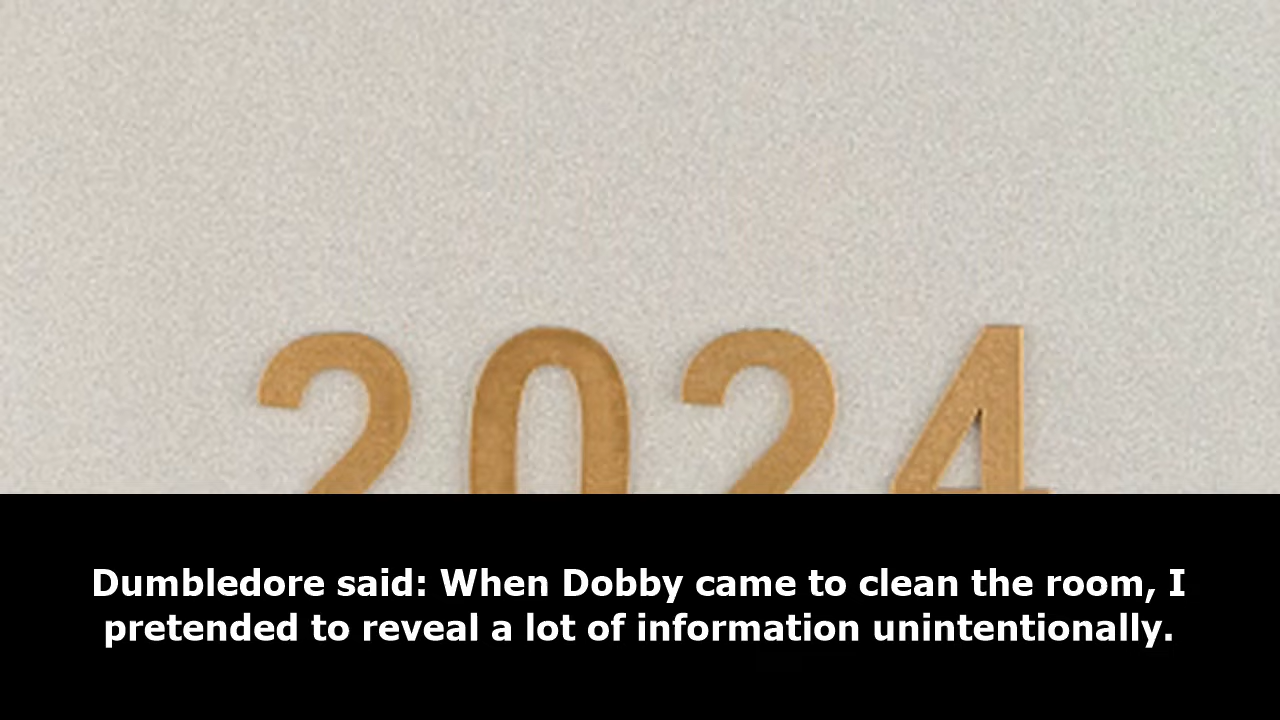 2024
Dumbledore said: When Dobby came to clean the room, I
pretended to reveal a lot of information unintentionally.